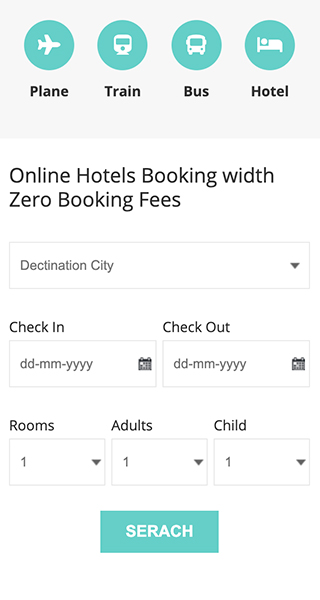 Plane Train Bus Hotel
Online Hotels Booking width
Zero Booking Fees
Dectination City
Check In Check Out
dd-mm-yyyy dd-mm-yyyy
Rooms Adults Child
1 1 1
SERACH